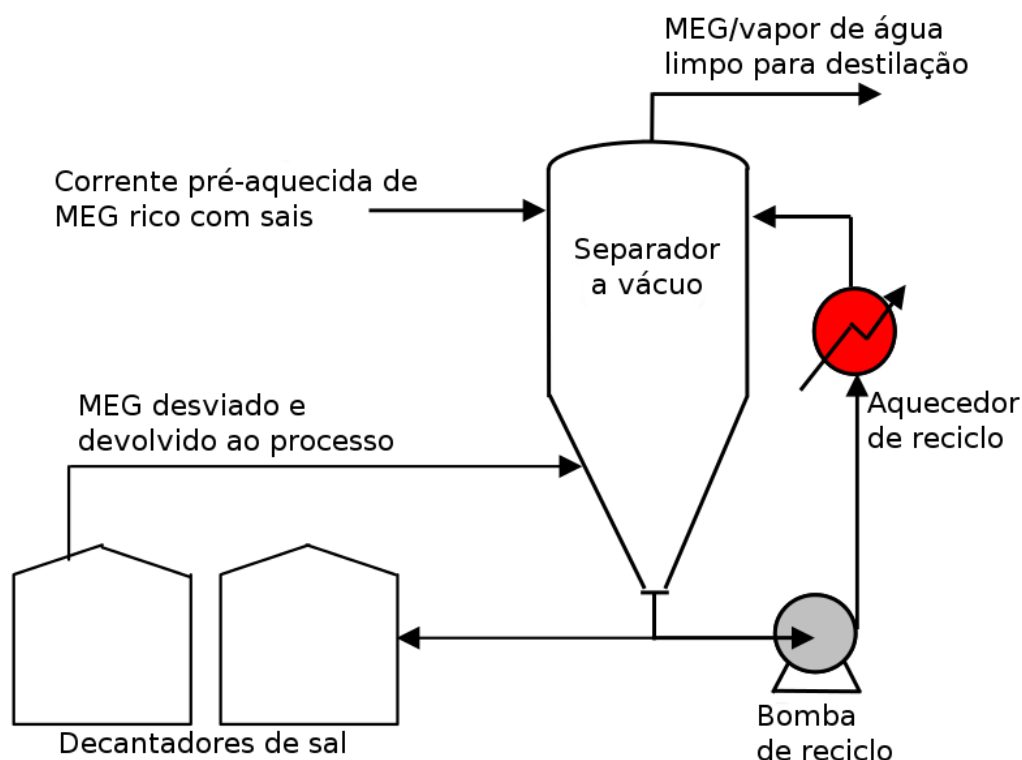 MEG/vapor de água
limpo para destilação
Corrente pré-aquecida de
MEG rico com sais
Separador
a vácuo
MEG desviado e
devolvido ao processo
Aquecedor
de reciclo
Decantadores de sal
Bomba
de reciclo